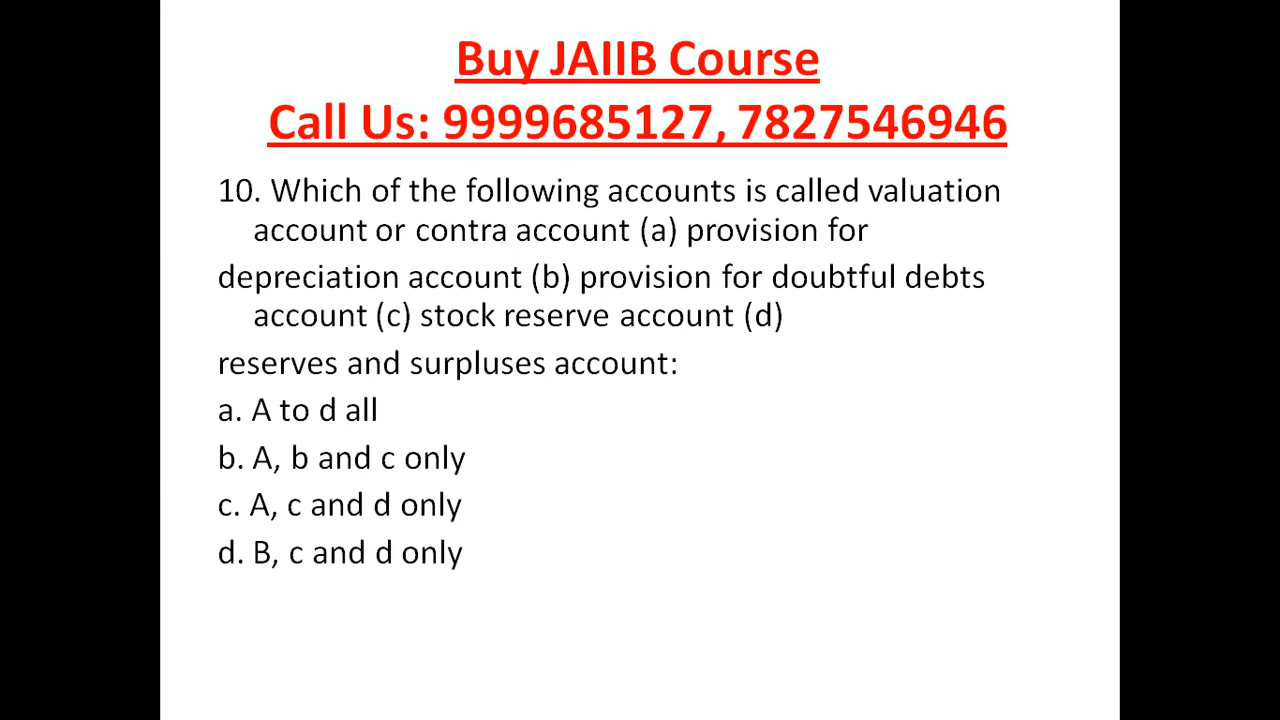 Buy JAIIB Course
Call Us: 9999685127, 7827546946
10. Which of the following accounts is called valuation
account or contra account (a) provision for
depreciation account (b) provision for doubtful debts
account (c) stock reserve account (d)
reserves and surpluses account:
a. A to d all
b. A, b and c only
c. A, c and d only
d. B, c and d only